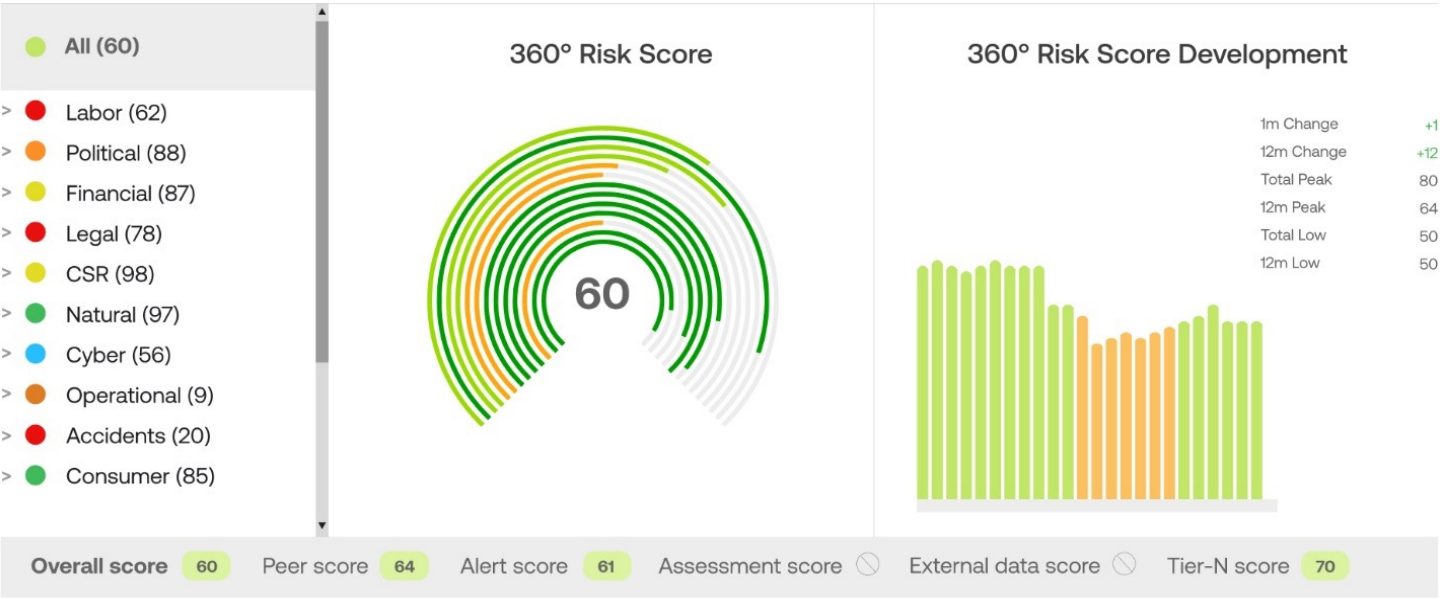 All (60)
> Labor (62)
> Political (88)
> Financial (87)
> Legal (78)
> CSR (98)
> Natural (97)
> Cyber (56)
> Operational (9)
> Accidents (20)
> Consumer (85)
360° Risk Score
60
360° Risk Score Development
1m Change +1
12m Change +12
Total Peak 80
12m Peak 64
Total Low 50
12m Low 50
Overall score 60 Peer score 64 Alert score 61 Assessment score External data score Tier-N score 70